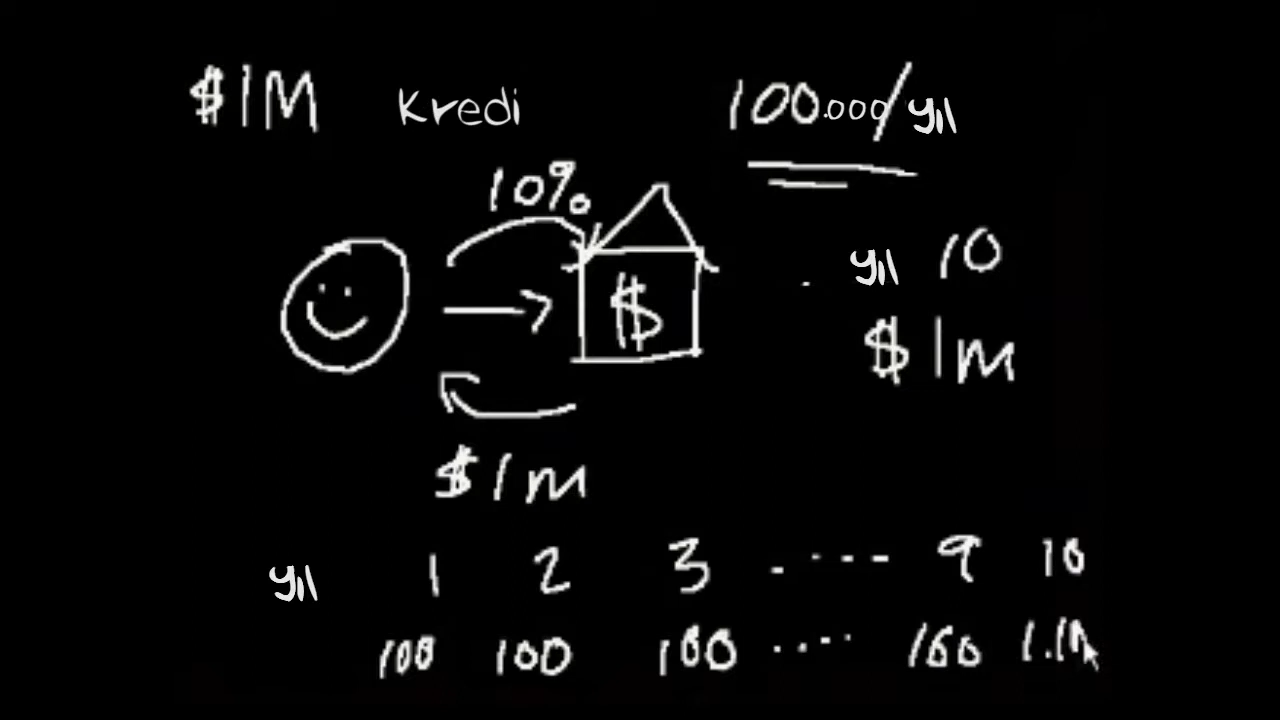 $1M Kredi 100.000/yıl
10%
yıl 10
$
$1M
$1M
yıl 1 2 3 ---- 9 10
100 100 100 .... 100 1.1M